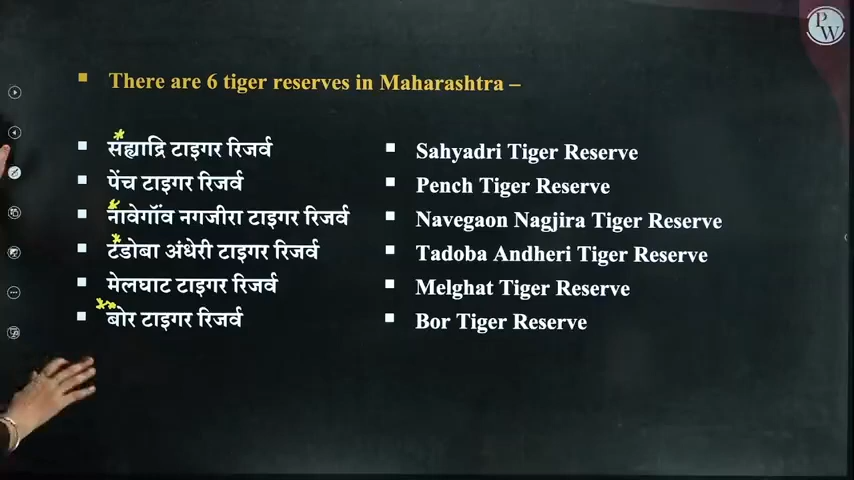 PW
There are 6 tiger reserves in Maharashtra –
सह्याद्रि टाइगर रिजर्व
Sahyadri Tiger Reserve
पेंच टाइगर रिजर्व
Pench Tiger Reserve
नावेगाँव नगजीरा टाइगर रिजर्व
Navegaon Nagjira Tiger Reserve
टडोबा अंधेरी टाइगर रिजर्व
Tadoba Andheri Tiger Reserve
मेलघाट टाइगर रिजर्व
Melghat Tiger Reserve
बोर टाइगर रिजर्व
Bor Tiger Reserve